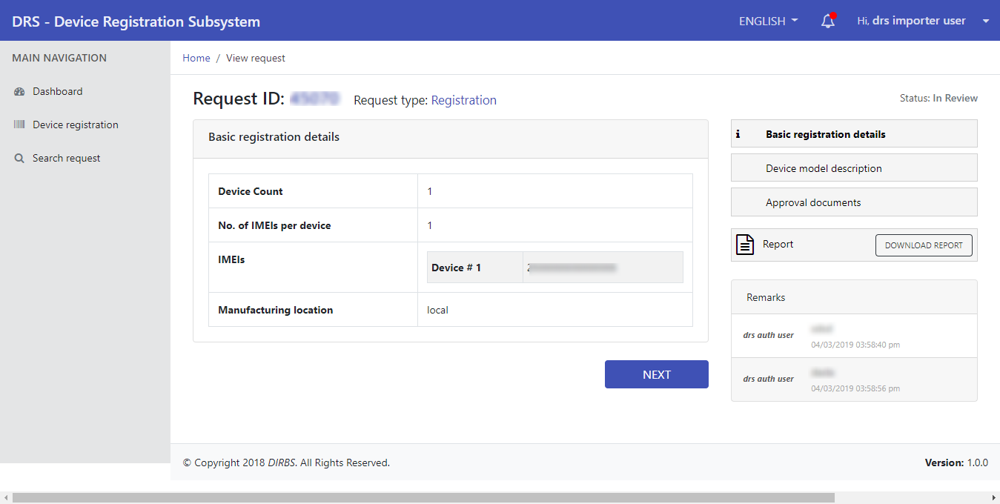 DRS - Device Registration Subsystem
ENGLISH
Hi, drs importer user
MAIN NAVIGATION
Dashboard
Device registration
Search request
Home / View request
Request ID:
Request type: Registration
Status: In Review
Basic registration details
Device Count 1
No. of IMEIs per device 1
IMEIs
Device # 1
Manufacturing location local
NEXT
Basic registration details
Device model description
Approval documents
Report
DOWNLOAD REPORT
Remarks
drs auth user
04/03/2019 03:58:40 pm
drs auth user
04/03/2019 03:58:56 pm
© Copyright 2018 DIRBS. All Rights Reserved.
Version: 1.0.0